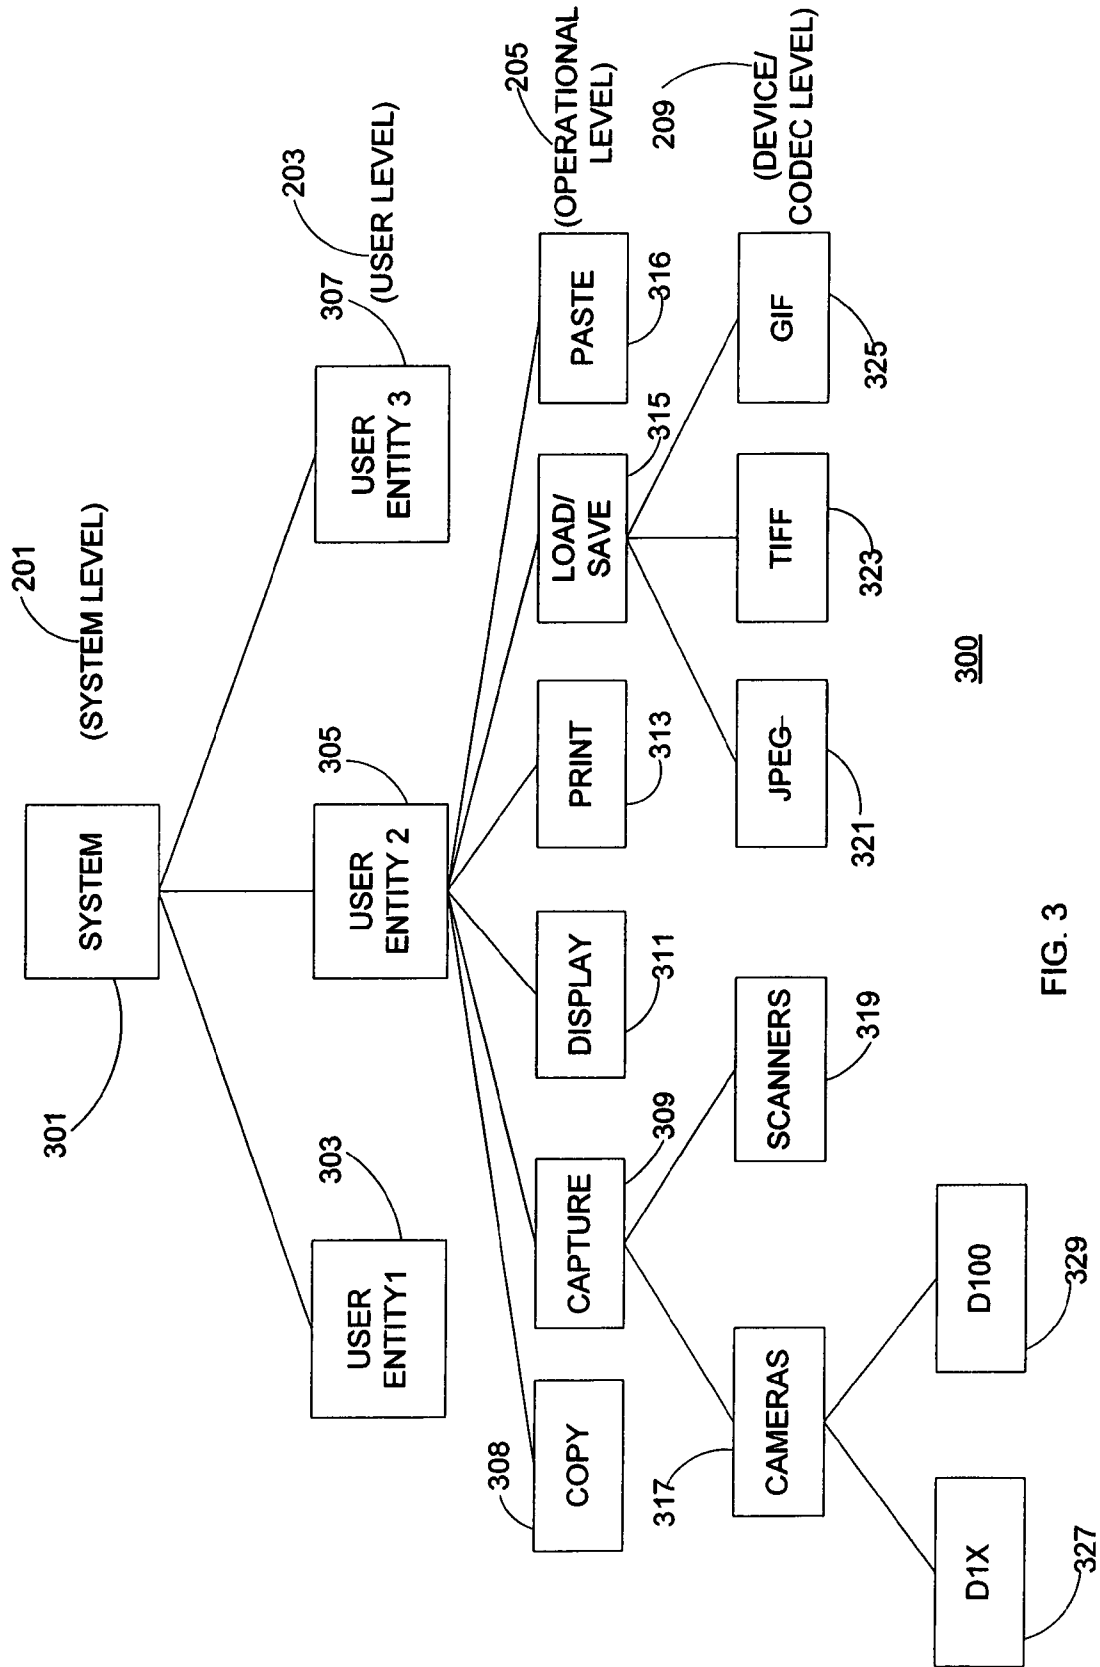 201
(SYSTEM LEVEL)
SYSTEM
301
203
(USER LEVEL)
303
USER
ENTITY1
305
USER
ENTITY 2
307
USER
ENTITY 3
205
(OPERATIONAL
LEVEL)
308
COPY
CAPTURE
309
DISPLAY
311
PRINT
313
LOAD/
SAVE
315
PASTE
316
209
(DEVICE/
CODEC LEVEL)
317
CAMERAS
SCANNERS
319
JPEG
321
TIFF
323
GIF
325
D1X
327
D100
329
300
FIG. 3